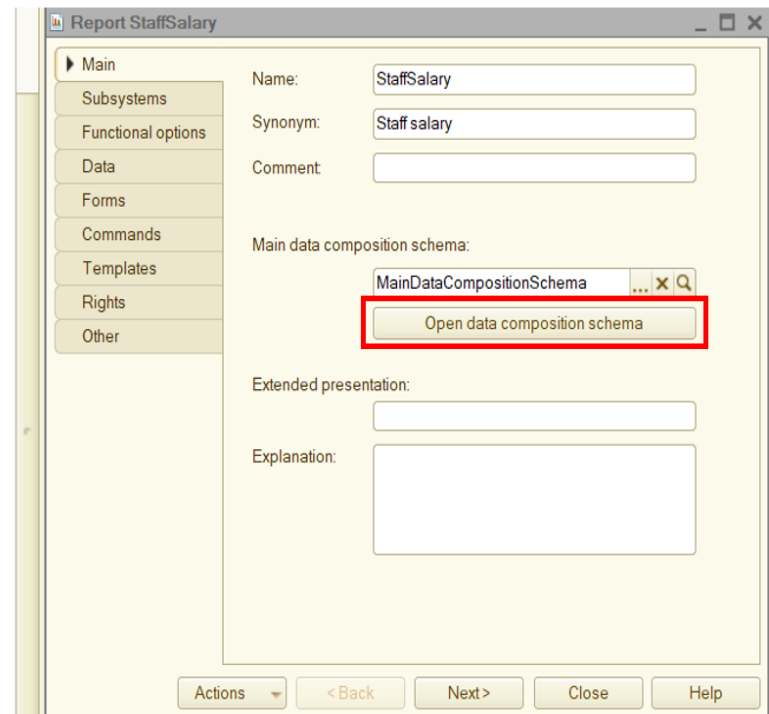 Report StaffSalary
Main
Subsystems
Functional options
Data
Forms
Commands
Templates
Rights
Other
Name:
StaffSalary
Synonym:
Staff salary
Comment:
Main data composition schema:
MainDataCompositionSchema
...
Open data composition schema
Extended presentation:
Explanation:
Actions
<Back
Next>
Close
Help